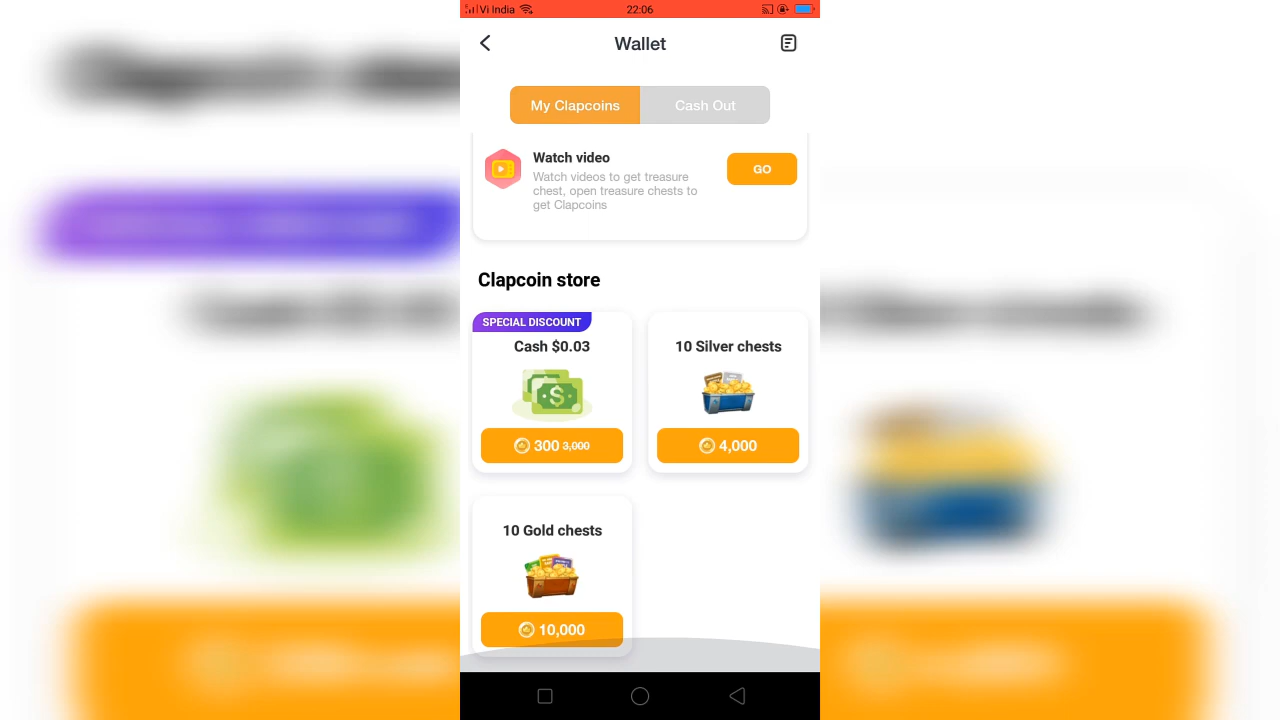 Vi India
22:06
Wallet
My Clapcoins
Cash Out
Watch video
Watch videos to get treasure
chest, open treasure chests to
get Clapcoins
GO
Clapcoin store
SPECIAL DISCOUNT
Cash $0.03
300 3,000
10 Silver chests
4,000
10 Gold chests
10,000